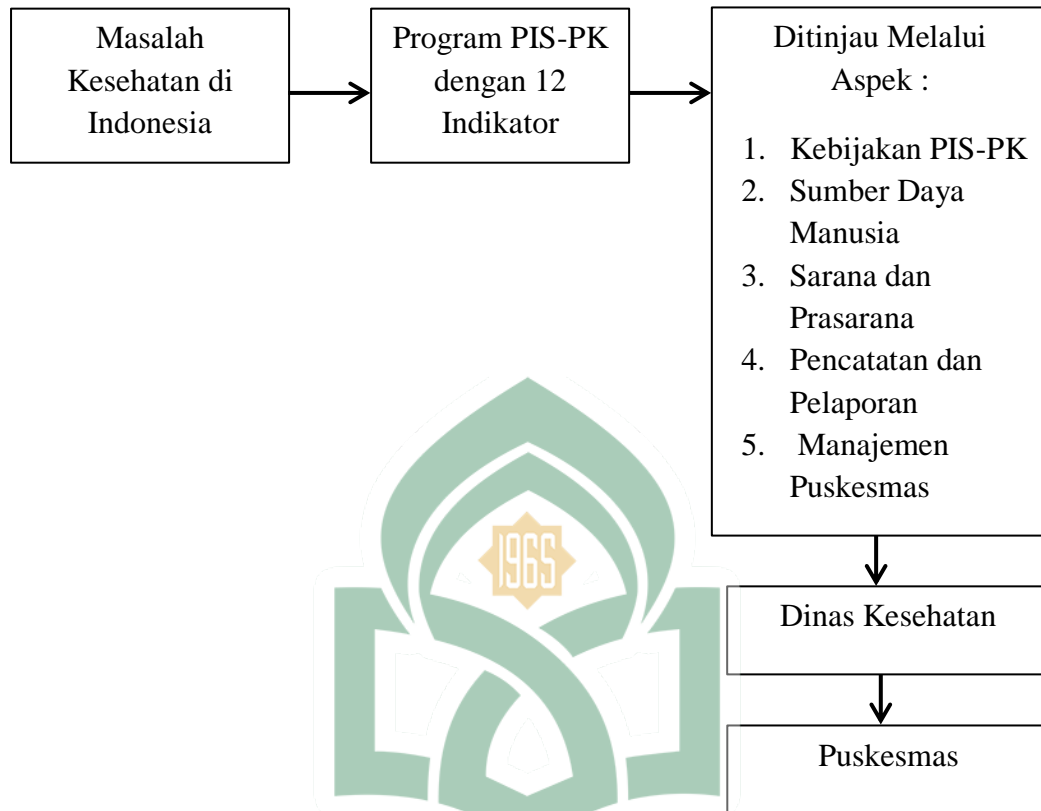 Masalah
Kesehatan di
Indonesia
Program PIS-PK
dengan 12
Indikator
Ditinjau Melalui
Aspek :
1. Kebijakan PIS-PK
2. Sumber Daya
Manusia
3. Sarana dan
Prasarana
4. Pencatatan dan
Pelaporan
5. Manajemen
Puskesmas
1965
Dinas Kesehatan
Puskesmas